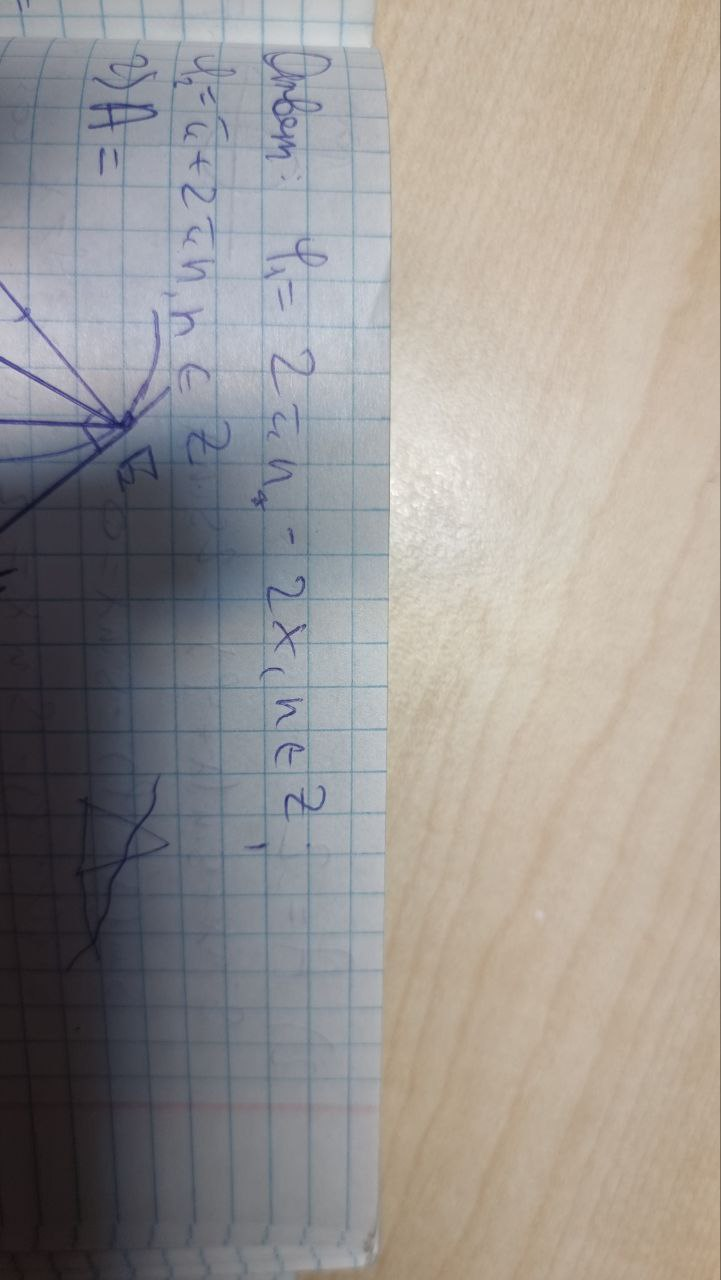 Ответ: φ₁ = 2πn - 2x, n ∈ Z;
φ₂ = π + 2πn, n ∈ Z
2) A =
Б